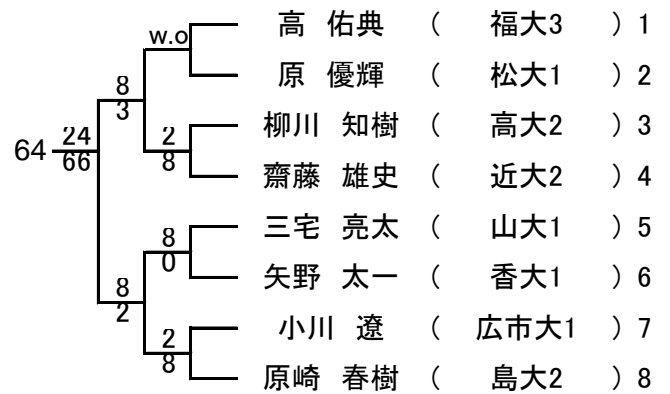 高 佑典 ( 福大3 ) 1
w.o
原 優輝 ( 松大1 ) 2
8
3
柳川 知樹 ( 高大2 ) 3
64 24
66
2
8
齋藤 雄史 ( 近大2 ) 4
三宅 亮太 ( 山大1 ) 5
8
0
矢野 太一 ( 香大1 ) 6
8
2
小川 遼 ( 広市大1 ) 7
2
8
原崎 春樹 ( 島大2 ) 8